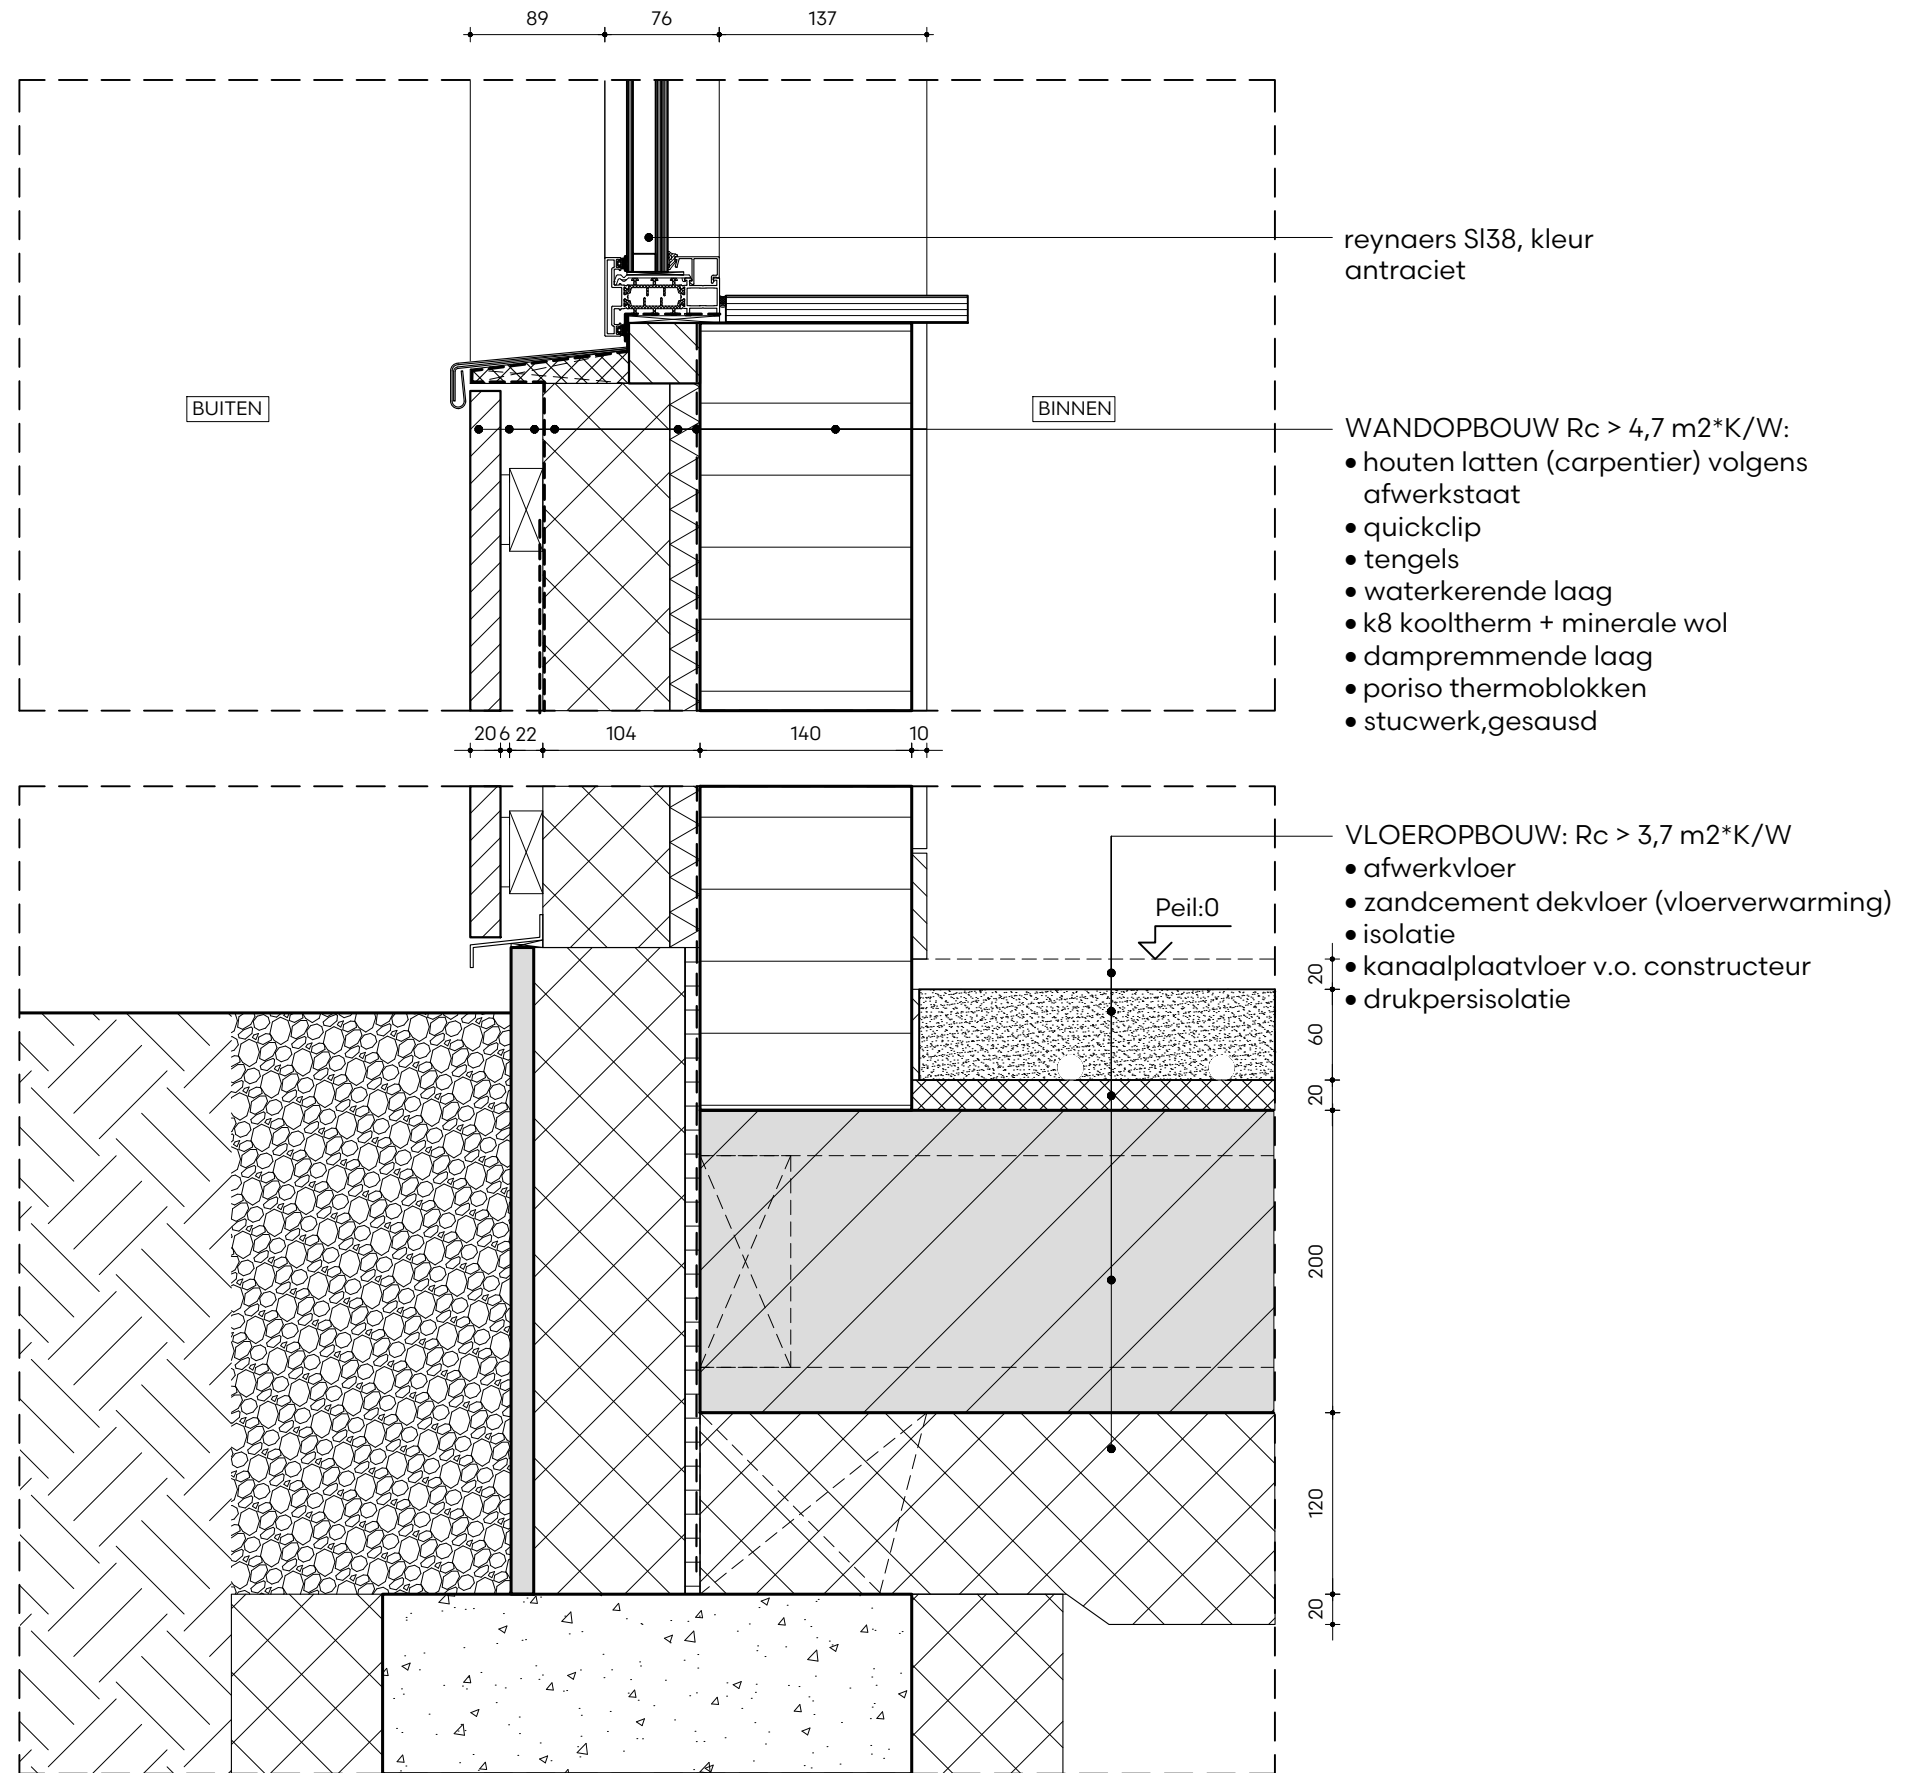 89 76 137
reynaers Sl38, kleur
antraciet
BUITEN
BINNEN
WANDOPBOUW Rc > 4,7 m2*K/W:
• houten latten (carpentier) volgens
afwerkstaat
• quickclip
• tengels
• waterkerende laag
• k8 kooltherm + minerale wol
• dampremmende laag
• poriso thermoblokken
• stucwerk,gesausd
20 6 22 104 140 10
VLOEROPBOUW: Rc > 3,7 m2*K/W
• afwerkvloer
• zandcement dekvloer (vloerverwarming)
• isolatie
• kanaalplaatvloer v.o. constructeur
• drukpersisolatie
Peil:0
20
60
20
200
120
20